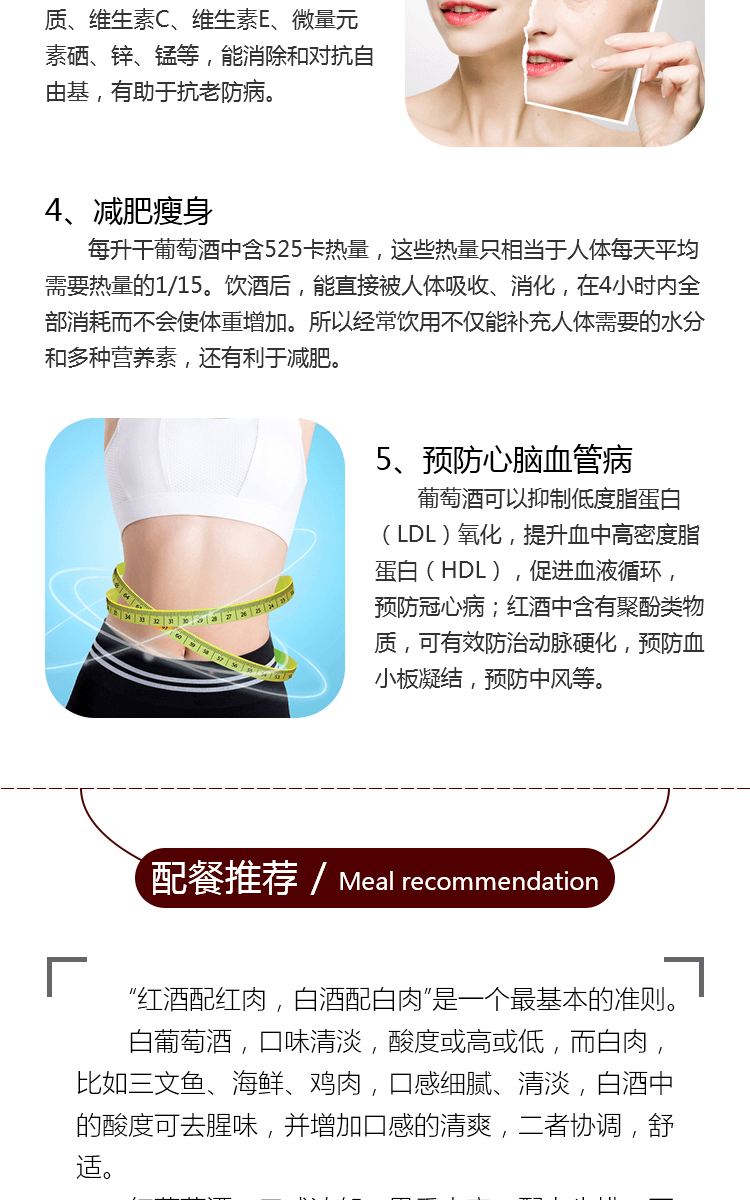 质、维生素C、维生素E、微量元
素硒、锌、锰等，能消除和对抗自
由基，有助于抗老防病。
4、减肥瘦身
每升干葡萄酒中含525卡热量，这些热量只相当于人体每天平均
需要热量的1/15。饮酒后，能直接被人体吸收、消化，在4小时内全
部消耗而不会使体重增加。所以经常饮用不仅能补充人体需要的水分
和多种营养素，还有利于减肥。
5、预防心脑血管病
葡萄酒可以抑制低度脂蛋白
（LDL）氧化，提升血中高密度脂
蛋白（HDL），促进血液循环，
预防冠心病；红酒中含有聚酚类物
质，可有效防治动脉硬化，预防血
小板凝结，预防中风等。
配餐推荐 / Meal recommendation
“红酒配红肉，白酒配白肉”是一个最基本的准则。
白葡萄酒，口味清淡，酸度或高或低，而白肉，
比如三文鱼、海鲜、鸡肉，口感细腻、清淡，白酒中
的酸度可去腥味，并增加口感的清爽，二者协调，舒
适。